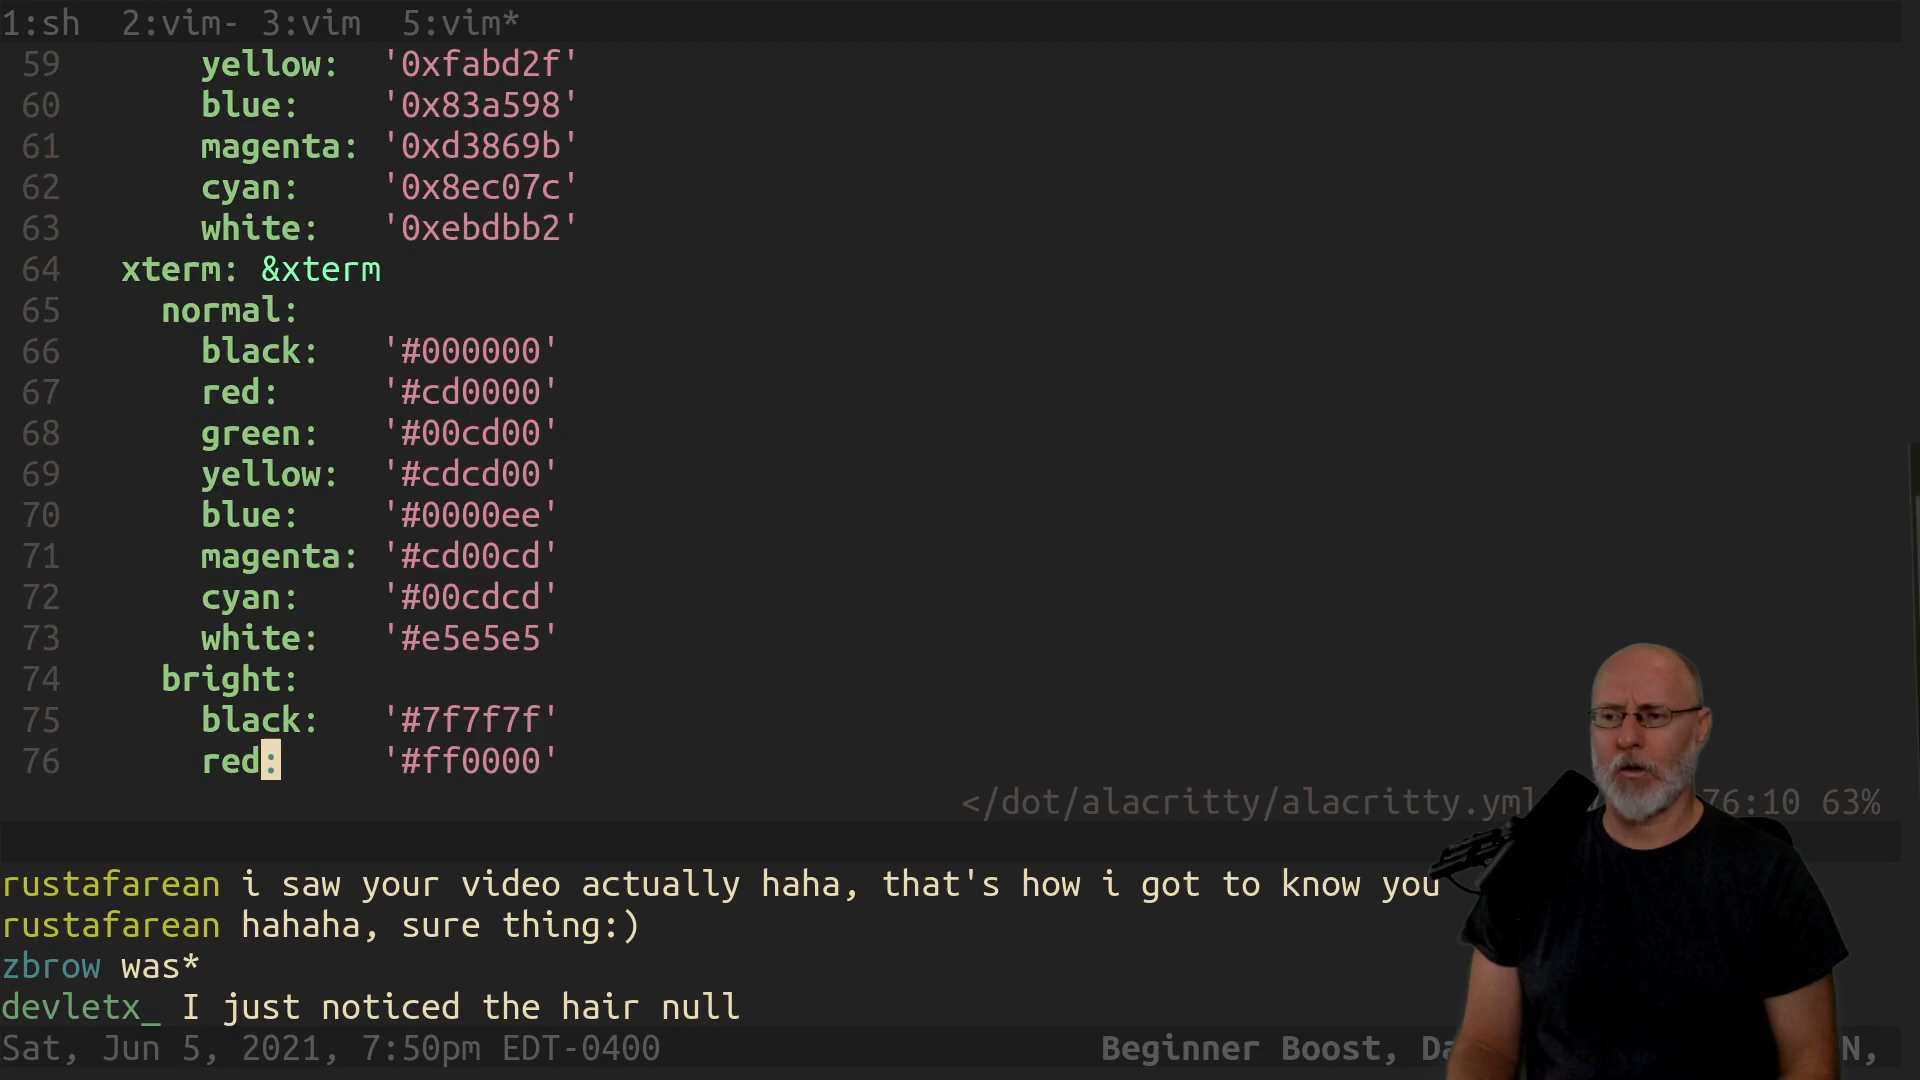 1:sh 2:vim- 3:vim 5:vim*
59 yellow: '0xfabd2f'
60 blue: '0x83a598'
61 magenta: '0xd3869b'
62 cyan: '0x8ec07c'
63 white: '0xebdbb2'
64 xterm: &xterm
65 normal:
66 black: '#000000'
67 red: '#cd0000'
68 green: '#00cd00'
69 yellow: '#cdcd00'
70 blue: '#0000ee'
71 magenta: '#cd00cd'
72 cyan: '#00cdcd'
73 white: '#e5e5e5'
74 bright:
75 black: '#7f7f7f'
76 red: '#ff0000'
</dot/alacritty/alacritty.yml 76:10 63%
rustafarean i saw your video actually haha, that's how i got to know you
rustafarean hahaha, sure thing:)
zbrow was*
devletx_ I just noticed the hair null
Sat, Jun 5, 2021, 7:50pm EDT-0400 Beginner Boost,